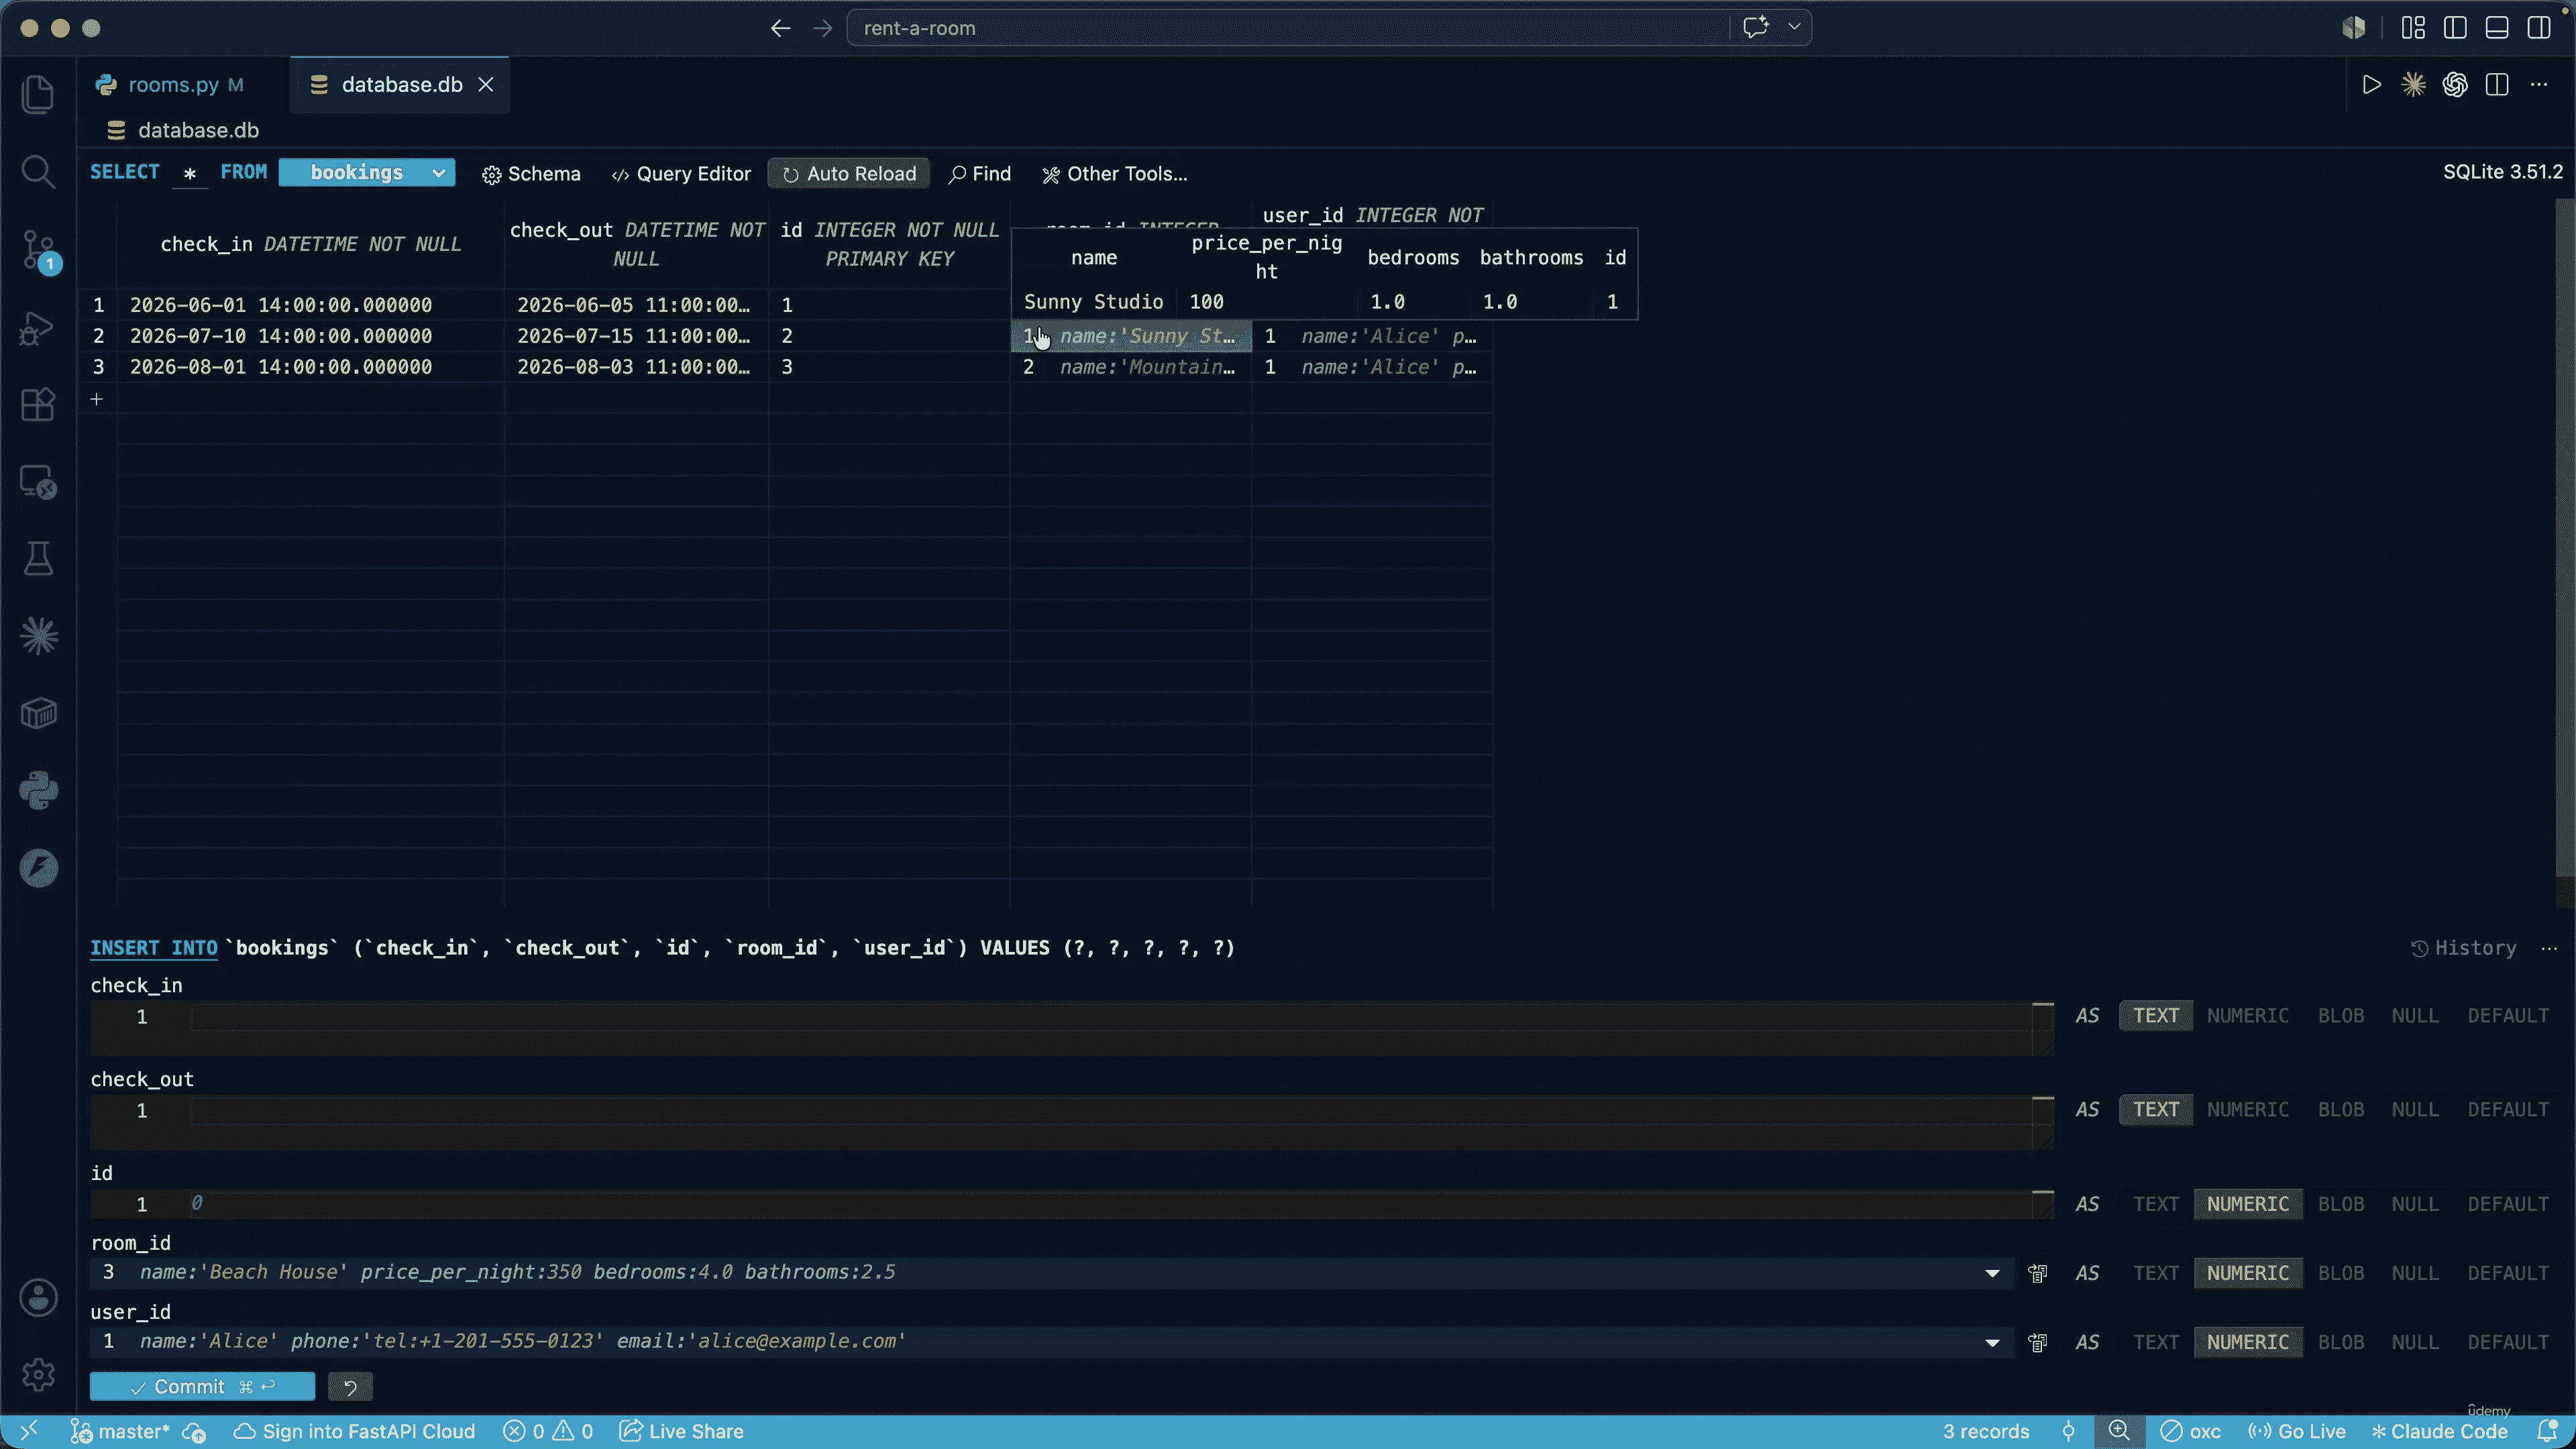 rent-a-room
rooms.py M
database.db
database.db
SELECT * FROM bookings Schema </> Query Editor Auto Reload Find Other Tools... SQLite 3.51.2
check_in DATETIME NOT NULL
check_out DATETIME NOT NULL
id INTEGER NOT NULL PRIMARY KEY
user_id INTEGER NOT
name price_per_night bedrooms bathrooms id
Sunny Studio 100 1.0 1.0 1
1 2026-06-01 14:00:00.000000 2026-06-05 11:00:00… 1
2 2026-07-10 14:00:00.000000 2026-07-15 11:00:00… 2 1 name:'Sunny St… 1 name:'Alice' p…
3 2026-08-01 14:00:00.000000 2026-08-03 11:00:00… 3 2 name:'Mountain… 1 name:'Alice' p…
+
INSERT INTO `bookings` (`check_in`, `check_out`, `id`, `room_id`, `user_id`) VALUES (?, ?, ?, ?, ?) History ...
check_in
1 AS TEXT NUMERIC BLOB NULL DEFAULT
check_out
1 AS TEXT NUMERIC BLOB NULL DEFAULT
id
1 0 AS TEXT NUMERIC BLOB NULL DEFAULT
room_id
3 name:'Beach House' price_per_night:350 bedrooms:4.0 bathrooms:2.5 AS TEXT NUMERIC BLOB NULL DEFAULT
user_id
1 name:'Alice' phone:'tel:+1-201-555-0123' email:'alice@example.com' AS TEXT NUMERIC BLOB NULL DEFAULT
Commit ⌘
udemy
master* Sign into FastAPI Cloud 0 0 Live Share 3 records oxc Go Live Claude Code
1